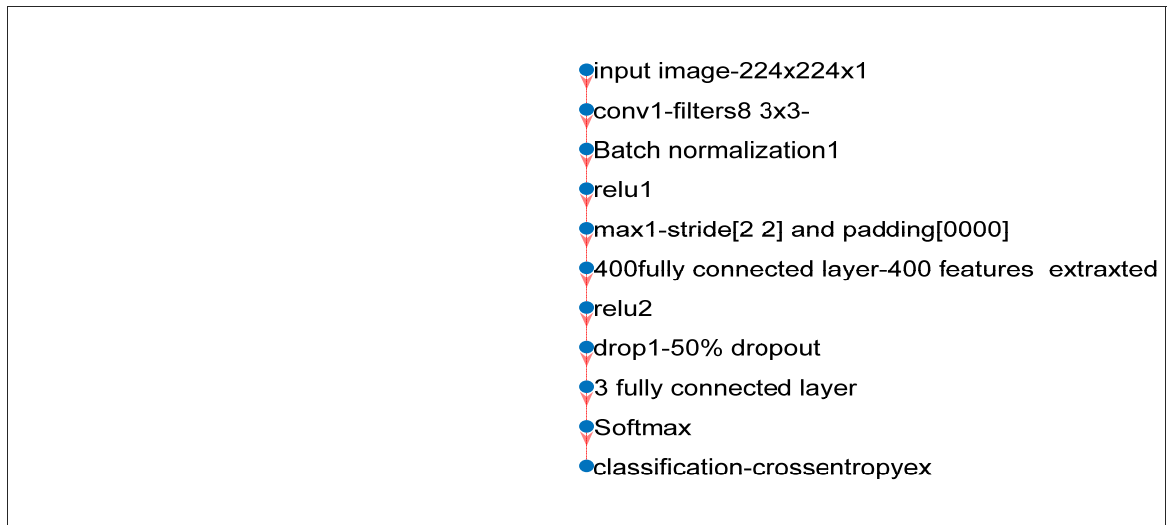 input image-224x224x1
conv1-filters8 3x3-
Batch normalization1
relu1
max1-stride[2 2] and padding[0000]
400fully connected layer-400 features  extraxted
relu2
drop1-50% dropout
3 fully connected layer
Softmax
classification-crossentropyex